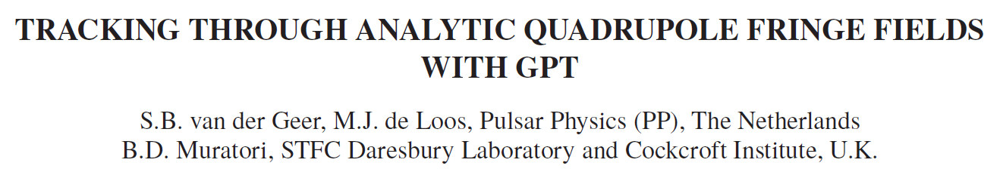 TRACKING THROUGH ANALYTIC QUADRUPOLE FRINGE FIELDS
WITH GPT
S.B. van der Geer, M.J. de Loos, Pulsar Physics (PP), The Netherlands
B.D. Muratori, STFC Daresbury Laboratory and Cockcroft Institute, U.K.